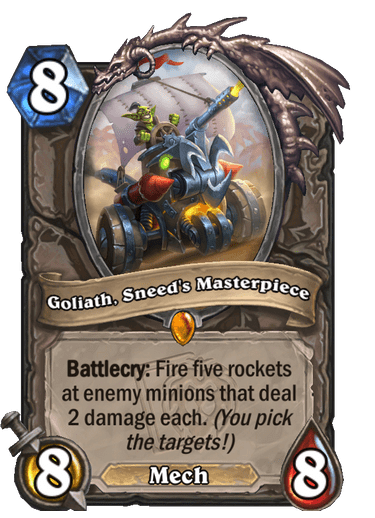 8
Goliath, Sneed's Masterpiece
Battlecry: Fire five rockets
at enemy minions that deal
2 damage each. (You pick
the targets!)
8
Mech
8